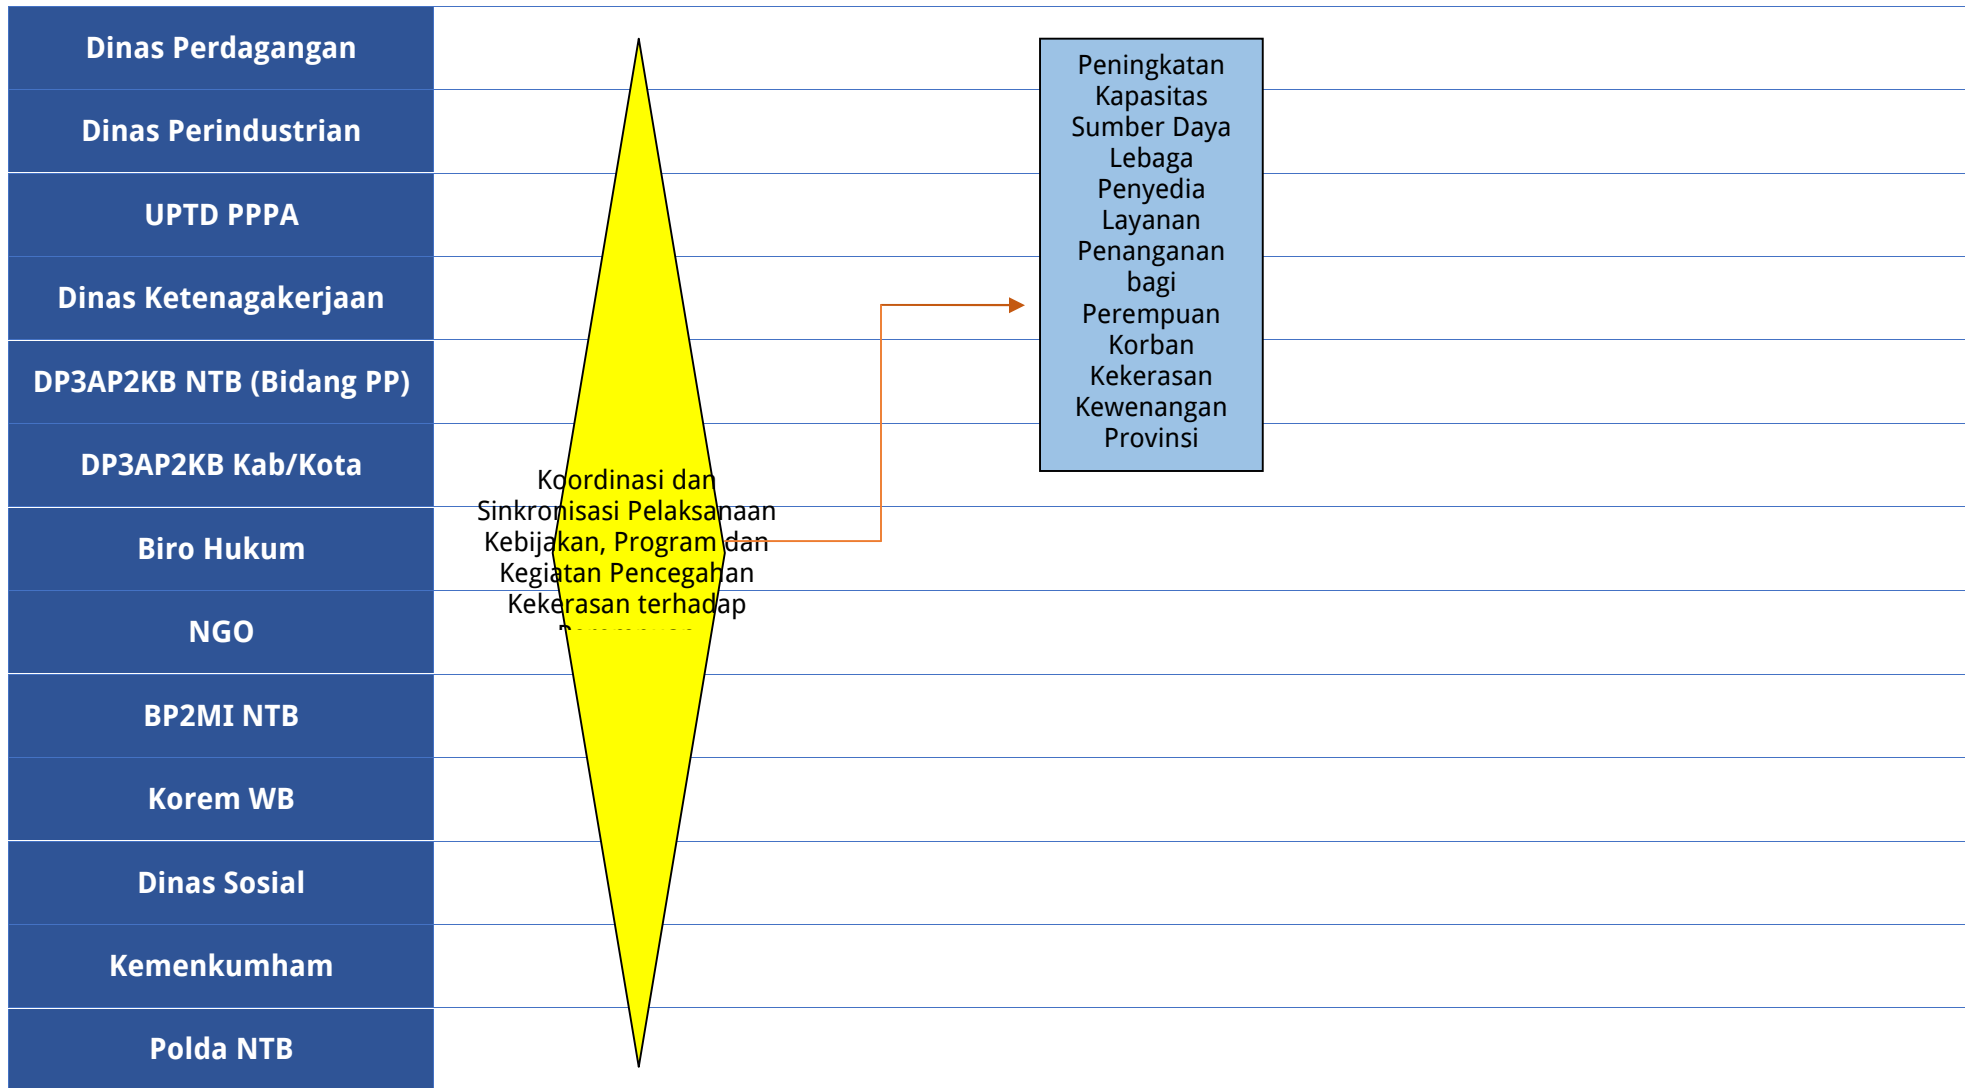 Dinas Perdagangan
Dinas Perindustrian
UPTD PPPA
Dinas Ketenagakerjaan
DP3AP2KB NTB (Bidang PP)
DP3AP2KB Kab/Kota
Biro Hukum
NGO
BP2MI NTB
Korem WB
Dinas Sosial
Kemenkumham
Polda NTB
Koordinasi dan
Sinkronisasi Pelaksanaan
Kebijakan, Program dan
Kegiatan Pencegahan
Kekerasan terhadap
Peningkatan
Kapasitas
Sumber Daya
Lebaga
Penyedia
Layanan
Penanganan
bagi
Perempuan
Korban
Kekerasan
Kewenangan
Provinsi